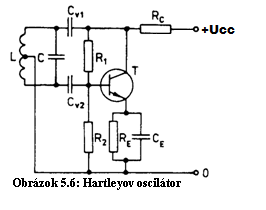 Cv1
RC
+Ucc
L
C
R1
T
Cv2
R2
RE
CE
0
Obrázok 5.6: Hartleyov oscilátor